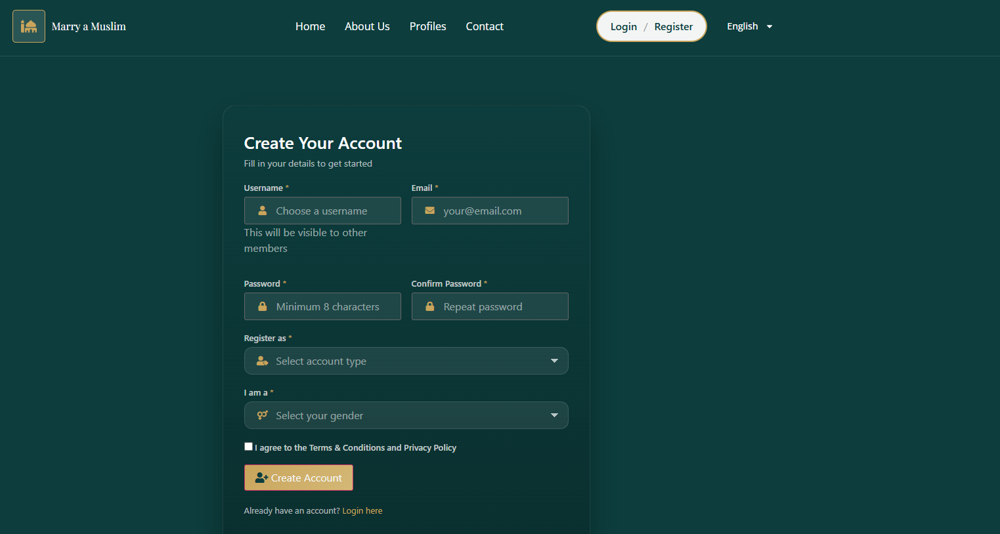 Marry a Muslim
Home About Us Profiles Contact
Login / Register
English
Create Your Account
Fill in your details to get started
Username * Email *
Choose a username your@email.com
This will be visible to other
members
Password * Confirm Password *
Minimum 8 characters Repeat password
Register as *
Select account type
I am a *
Select your gender
I agree to the Terms & Conditions and Privacy Policy
Create Account
Already have an account? Login here